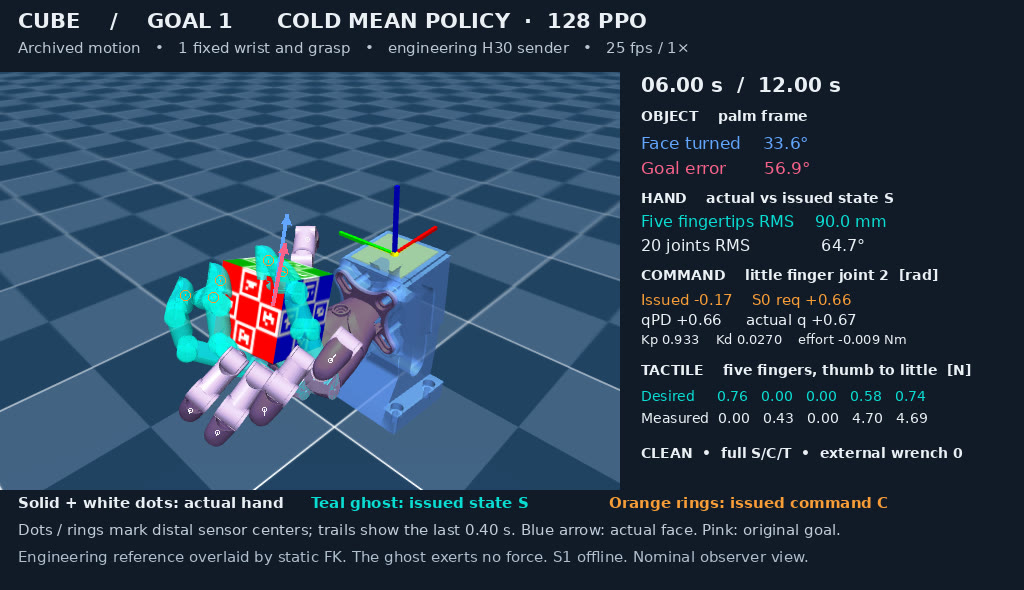 CUBE / GOAL 1 COLD MEAN POLICY · 128 PPO
Archived motion • 1 fixed wrist and grasp • engineering H30 sender • 25 fps / 1×
06.00 s / 12.00 s
OBJECT palm frame
Face turned 33.6°
Goal error 56.9°
HAND actual vs issued state S
Five fingertips RMS 90.0 mm
20 joints RMS 64.7°
COMMAND little finger joint 2 [rad]
Issued -0.17 S0 req +0.66
qPD +0.66 actual q +0.67
Kp 0.933 Kd 0.0270 effort -0.009 Nm
TACTILE five fingers, thumb to little [N]
Desired 0.76 0.00 0.00 0.58 0.74
Measured 0.00 0.43 0.00 4.70 4.69
CLEAN • full S/C/T • external wrench 0
Solid + white dots: actual hand Teal ghost: issued state S Orange rings: issued command C
Dots / rings mark distal sensor centers; trails show the last 0.40 s. Blue arrow: actual face. Pink: original goal.
Engineering reference overlaid by static FK. The ghost exerts no force. S1 offline. Nominal observer view.